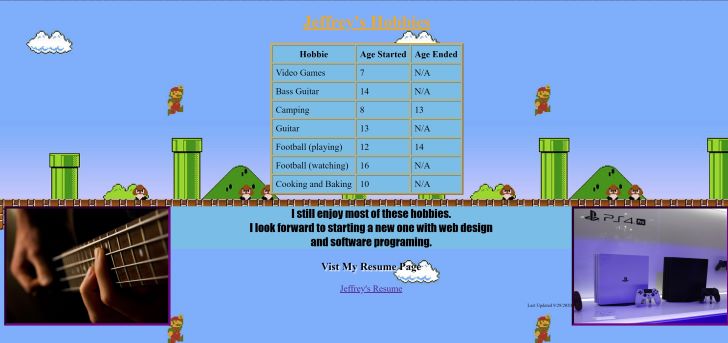 Jeffrey's Hobbies
Hobbie Age Started Age Ended
Video Games 7 N/A
Bass Guitar 14 N/A
Camping 8 13
Guitar 13 N/A
Football (playing) 12 14
Football (watching) 16 N/A
Cooking and Baking 10 N/A
I still enjoy most of these hobbies.
I look forward to starting a new one with web design
and software programing.
Vist My Resume Page
Jeffrey's Resume
PS4 Pro
Last Updated